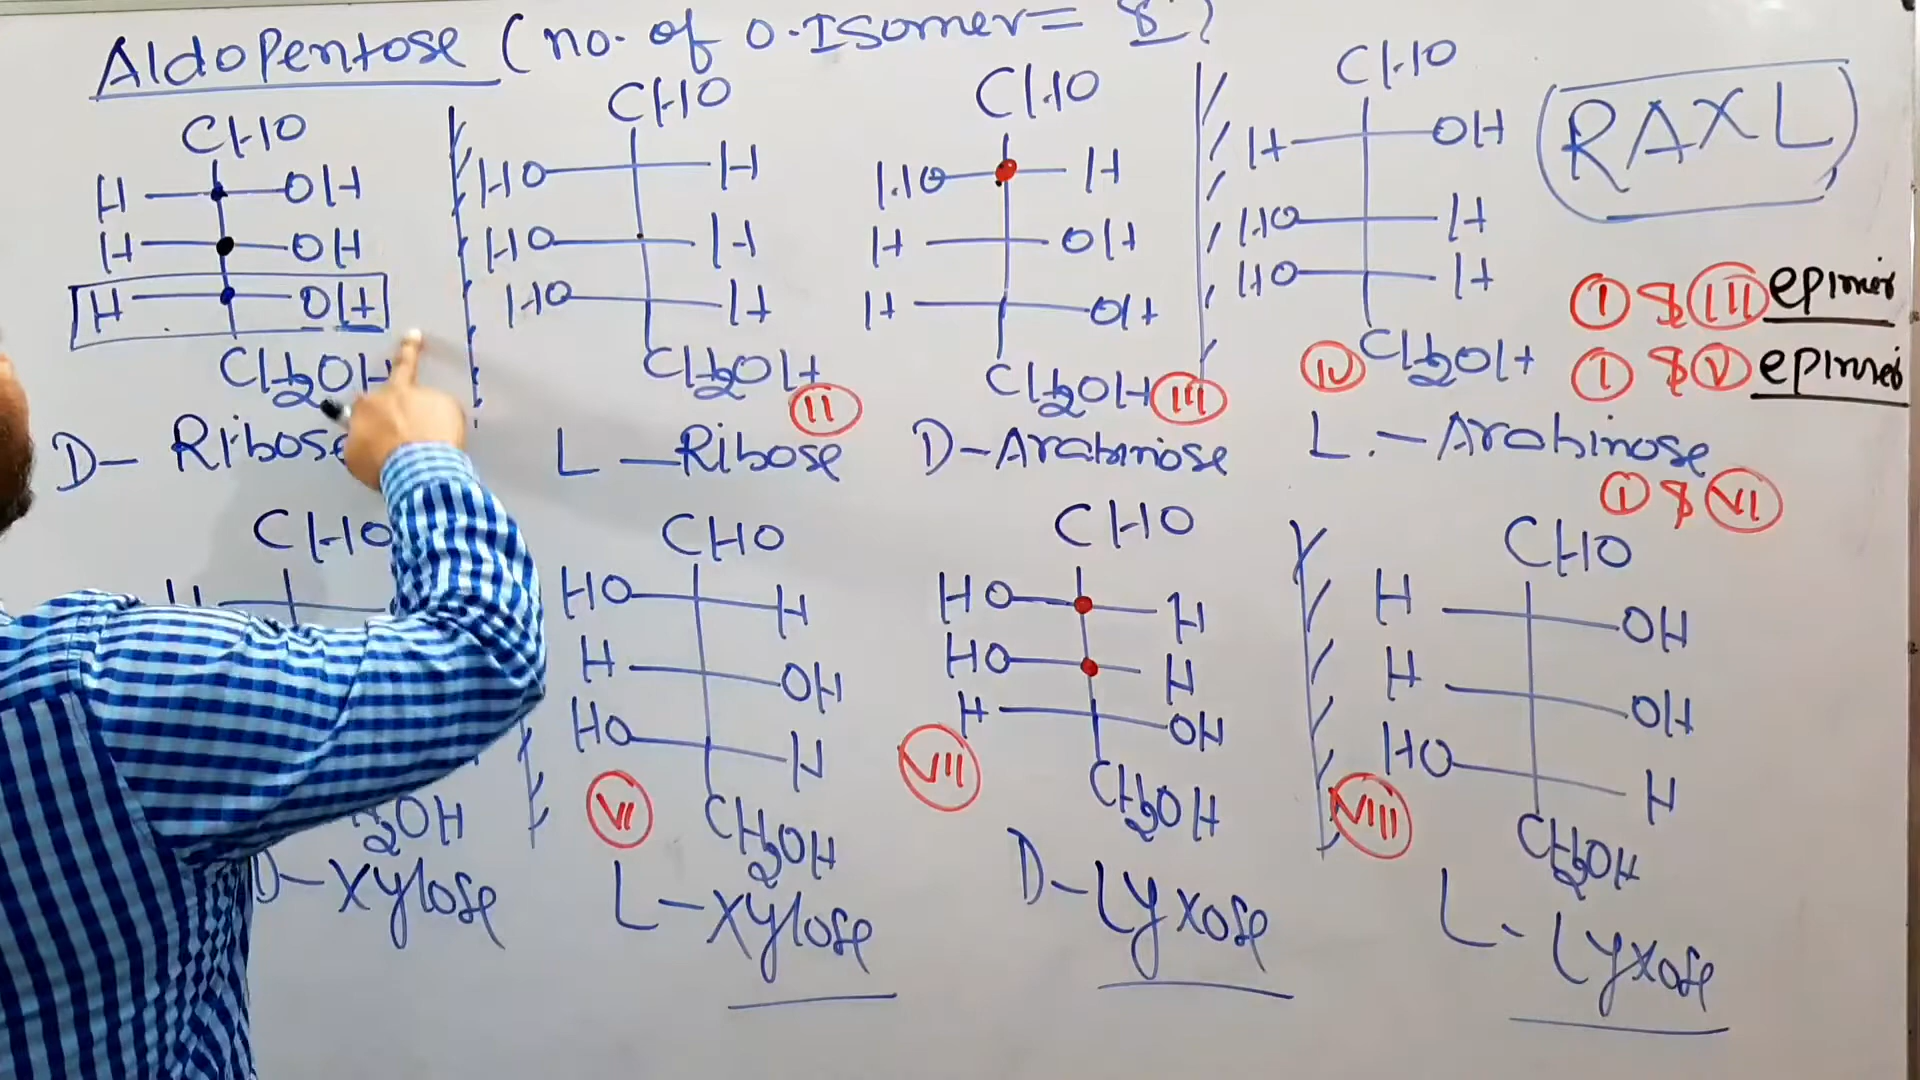 AldoPentose (no. of O.Isomer = 8)
RAXL
CHO
H OH
H OH
H OH
CH2OH
D- Ribose
CHO
HO H
HO H
HO H
CH2OH
II
L - Ribose
CHO
HO H
H OH
H OH
CH2OH
III
D-Arabinose
CHO
H OH
HO H
HO H
CH2OH
IV
L.-Arabinose
I & III epimer
I & V epimer
I & VI
CHO
H
2OH
D-Xylose
CHO
HO H
H OH
HO H
CH2OH
VI
L-Xylose
CHO
HO H
HO H
H OH
CH2OH
VII
D-Lyxose
CHO
H OH
H OH
HO H
CH2OH
VIII
L-Lyxose